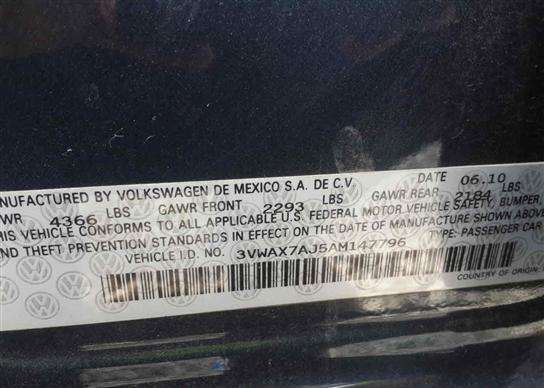 NUFACTURED BY VOLKSWAGEN DE MEXICO S.A. DE C.V. DATE 06.10
WR 4366 LBS GAWR FRONT 2293 LBS GAWR REAR 2184 LBS
THIS VEHICLE CONFORMS TO ALL APPLICABLE U.S. FEDERAL MOTOR VEHICLE SAFETY, BUMPER,
ND THEFT PREVENTION STANDARDS IN EFFECT ON THE DATE OF MANUFACTURE SHOWN ABOVE
VEHICLE I.D. NO. 3VWAX7AJ6AM147796 TYPE: PASSENGER CAR
COUNTRY OF ORIGIN: